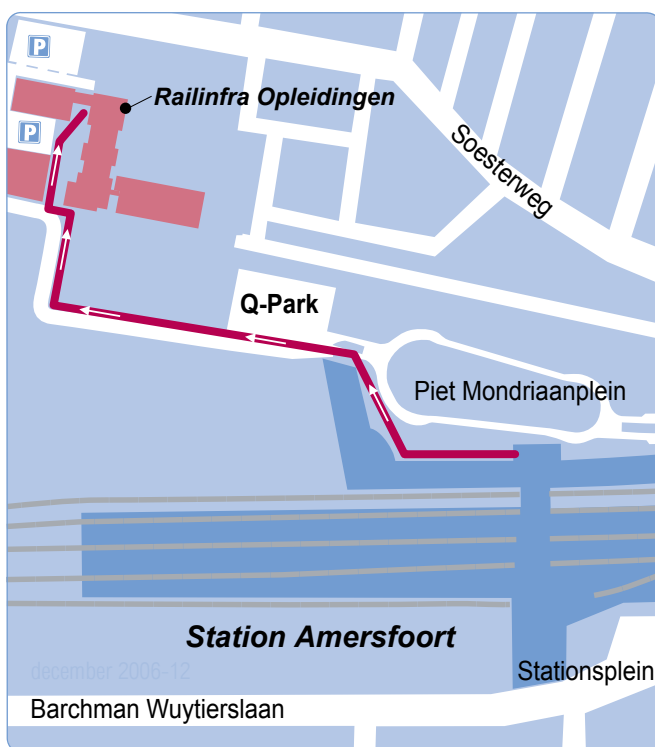 P
Railinfra Opleidingen
P
Soesterweg
Q-Park
Piet Mondriaanplein
Station Amersfoort
december 2006-12
Stationsplein
Barchman Wuytierslaan